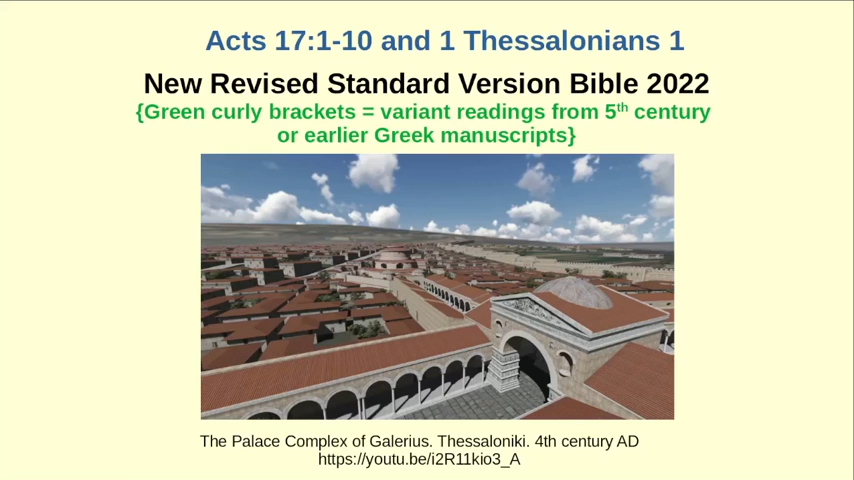 Acts 17:1-10 and 1 Thessalonians 1
New Revised Standard Version Bible 2022
{Green curly brackets = variant readings from 5th century
or earlier Greek manuscripts}
The Palace Complex of Galerius. Thessaloniki. 4th century AD
https://youtu.be/i2R11kio3_A